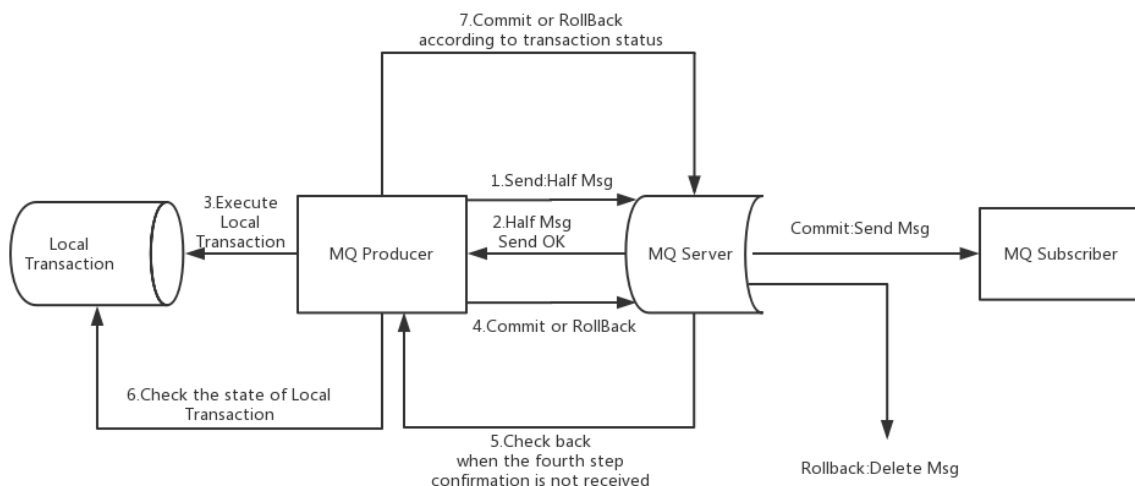 7.Commit or RollBack
according to transaction status
1.Send:Half Msg
3.Execute
Local
Transaction
2.Half Msg
Send OK
Local
Transaction
MQ Producer
MQ Server
Commit:Send Msg
MQ Subscriber
4.Commit or RollBack
6.Check the state of Local
Transaction
5.Check back
when the fourth step
confirmation is not received
Rollback:Delete Msg